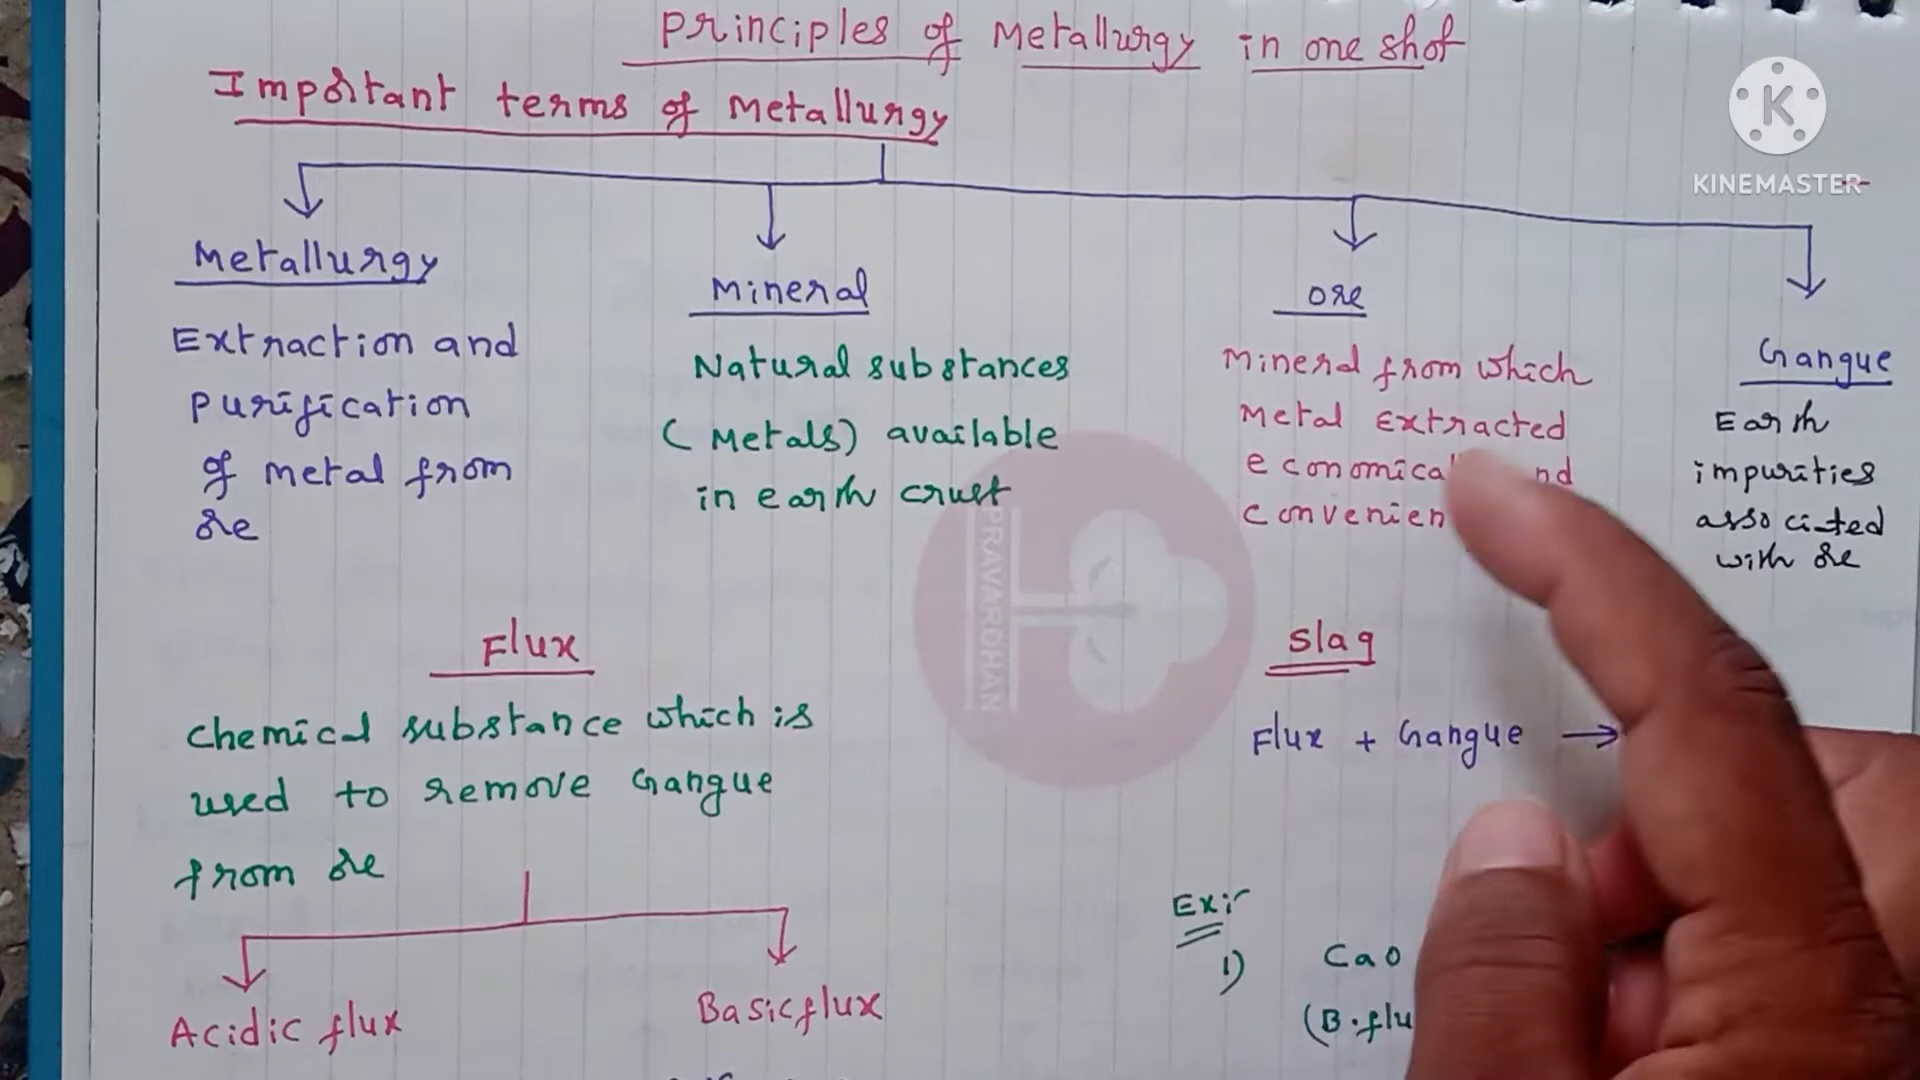 Principles of Metallurgy in one shot
Important terms of Metallurgy
KINEMASTER
Metallurgy
Extraction and
purification
of metal from
ore
Mineral
Natural substances
(Metals) available
in earth crust
ore
Mineral from which
Metal Extracted
economical nd
convenien
Gangue
Earth
impurities
associted
with ore
PRAVARDHAN
Flux
chemical substance which is
used to remove Gangue
from ore
Acidic flux
Basic flux
Slag
Flux + Gangue →
Ex:-
1) CaO
(B.flu